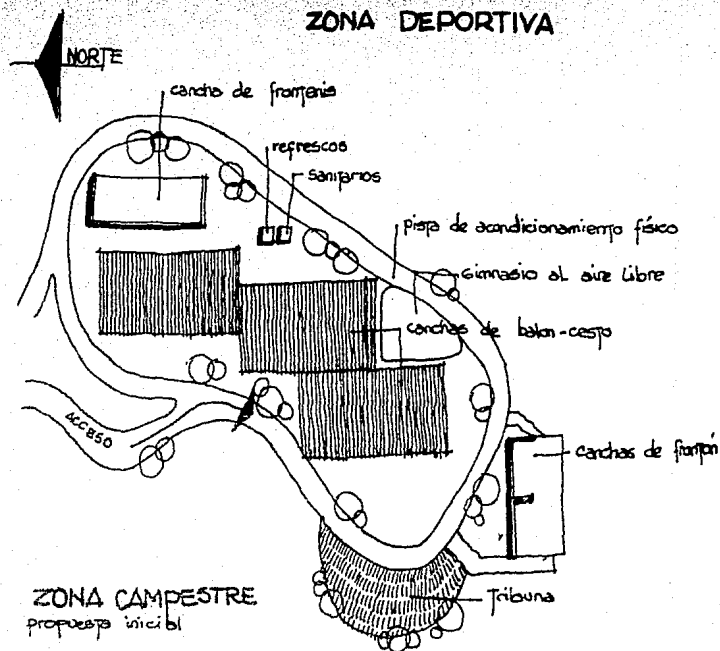 ZONA DEPORTIVA
NORTE
cancha de frontenis
refrescos
sanitarios
pista de acondicionamiento físico
Gimnasio al aire Libre
canchas de balon-cesto
ACCESO
canchas de frontón
Tribuna
ZONA CAMPESTRE
propuesta inicial